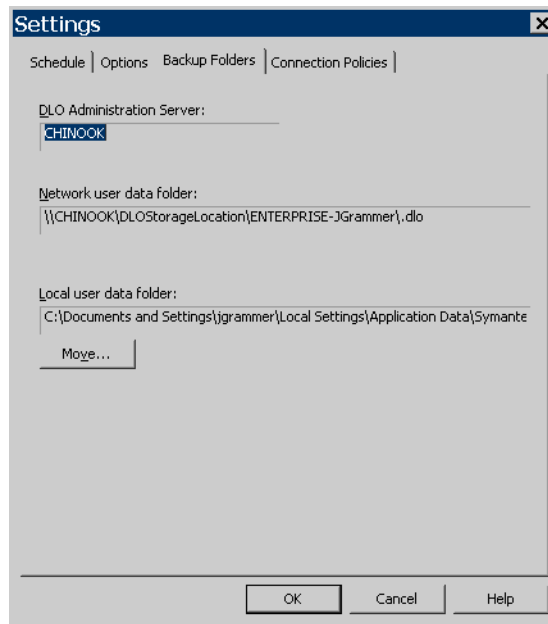 Settings
Schedule Options Backup Folders Connection Policies
DLO Administration Server:
CHINOOK
Network user data folder:
\\CHINOOK\DLOStorageLocation\ENTERPRISE-JGrammer\.dlo
Local user data folder:
C:\Documents and Settings\jgrammer\Local Settings\Application Data\Symante
Move...
OK Cancel Help